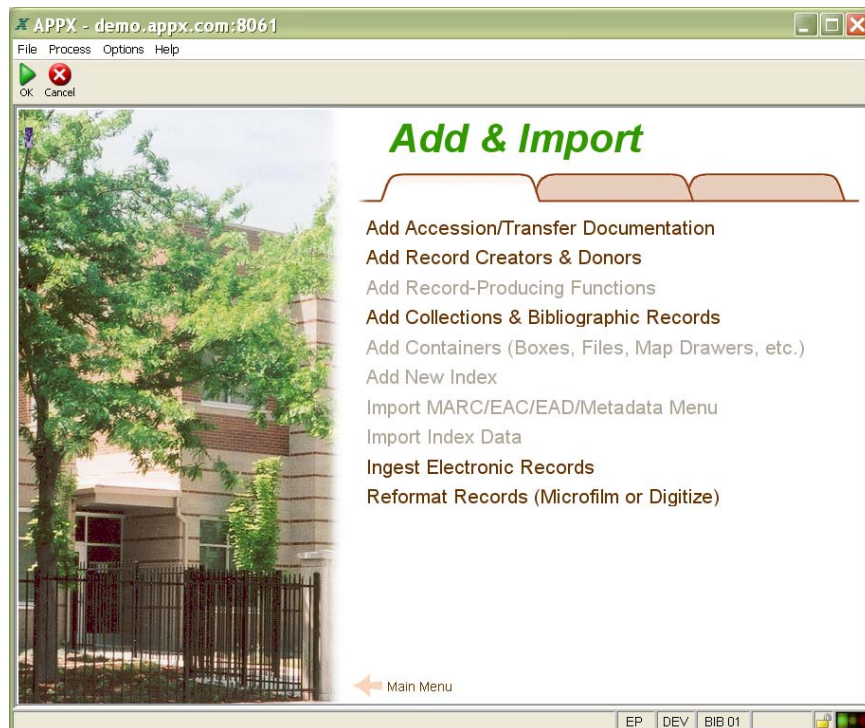 APPX - demo.appx.com:8061
File Process Options Help
OK Cancel
Add & Import
Add Accession/Transfer Documentation
Add Record Creators & Donors
Add Record-Producing Functions
Add Collections & Bibliographic Records
Add Containers (Boxes, Files, Map Drawers, etc.)
Add New Index
Import MARC/EAC/EAD/Metadata Menu
Import Index Data
Ingest Electronic Records
Reformat Records (Microfilm or Digitize)
Main Menu
EP DEV BIB 01